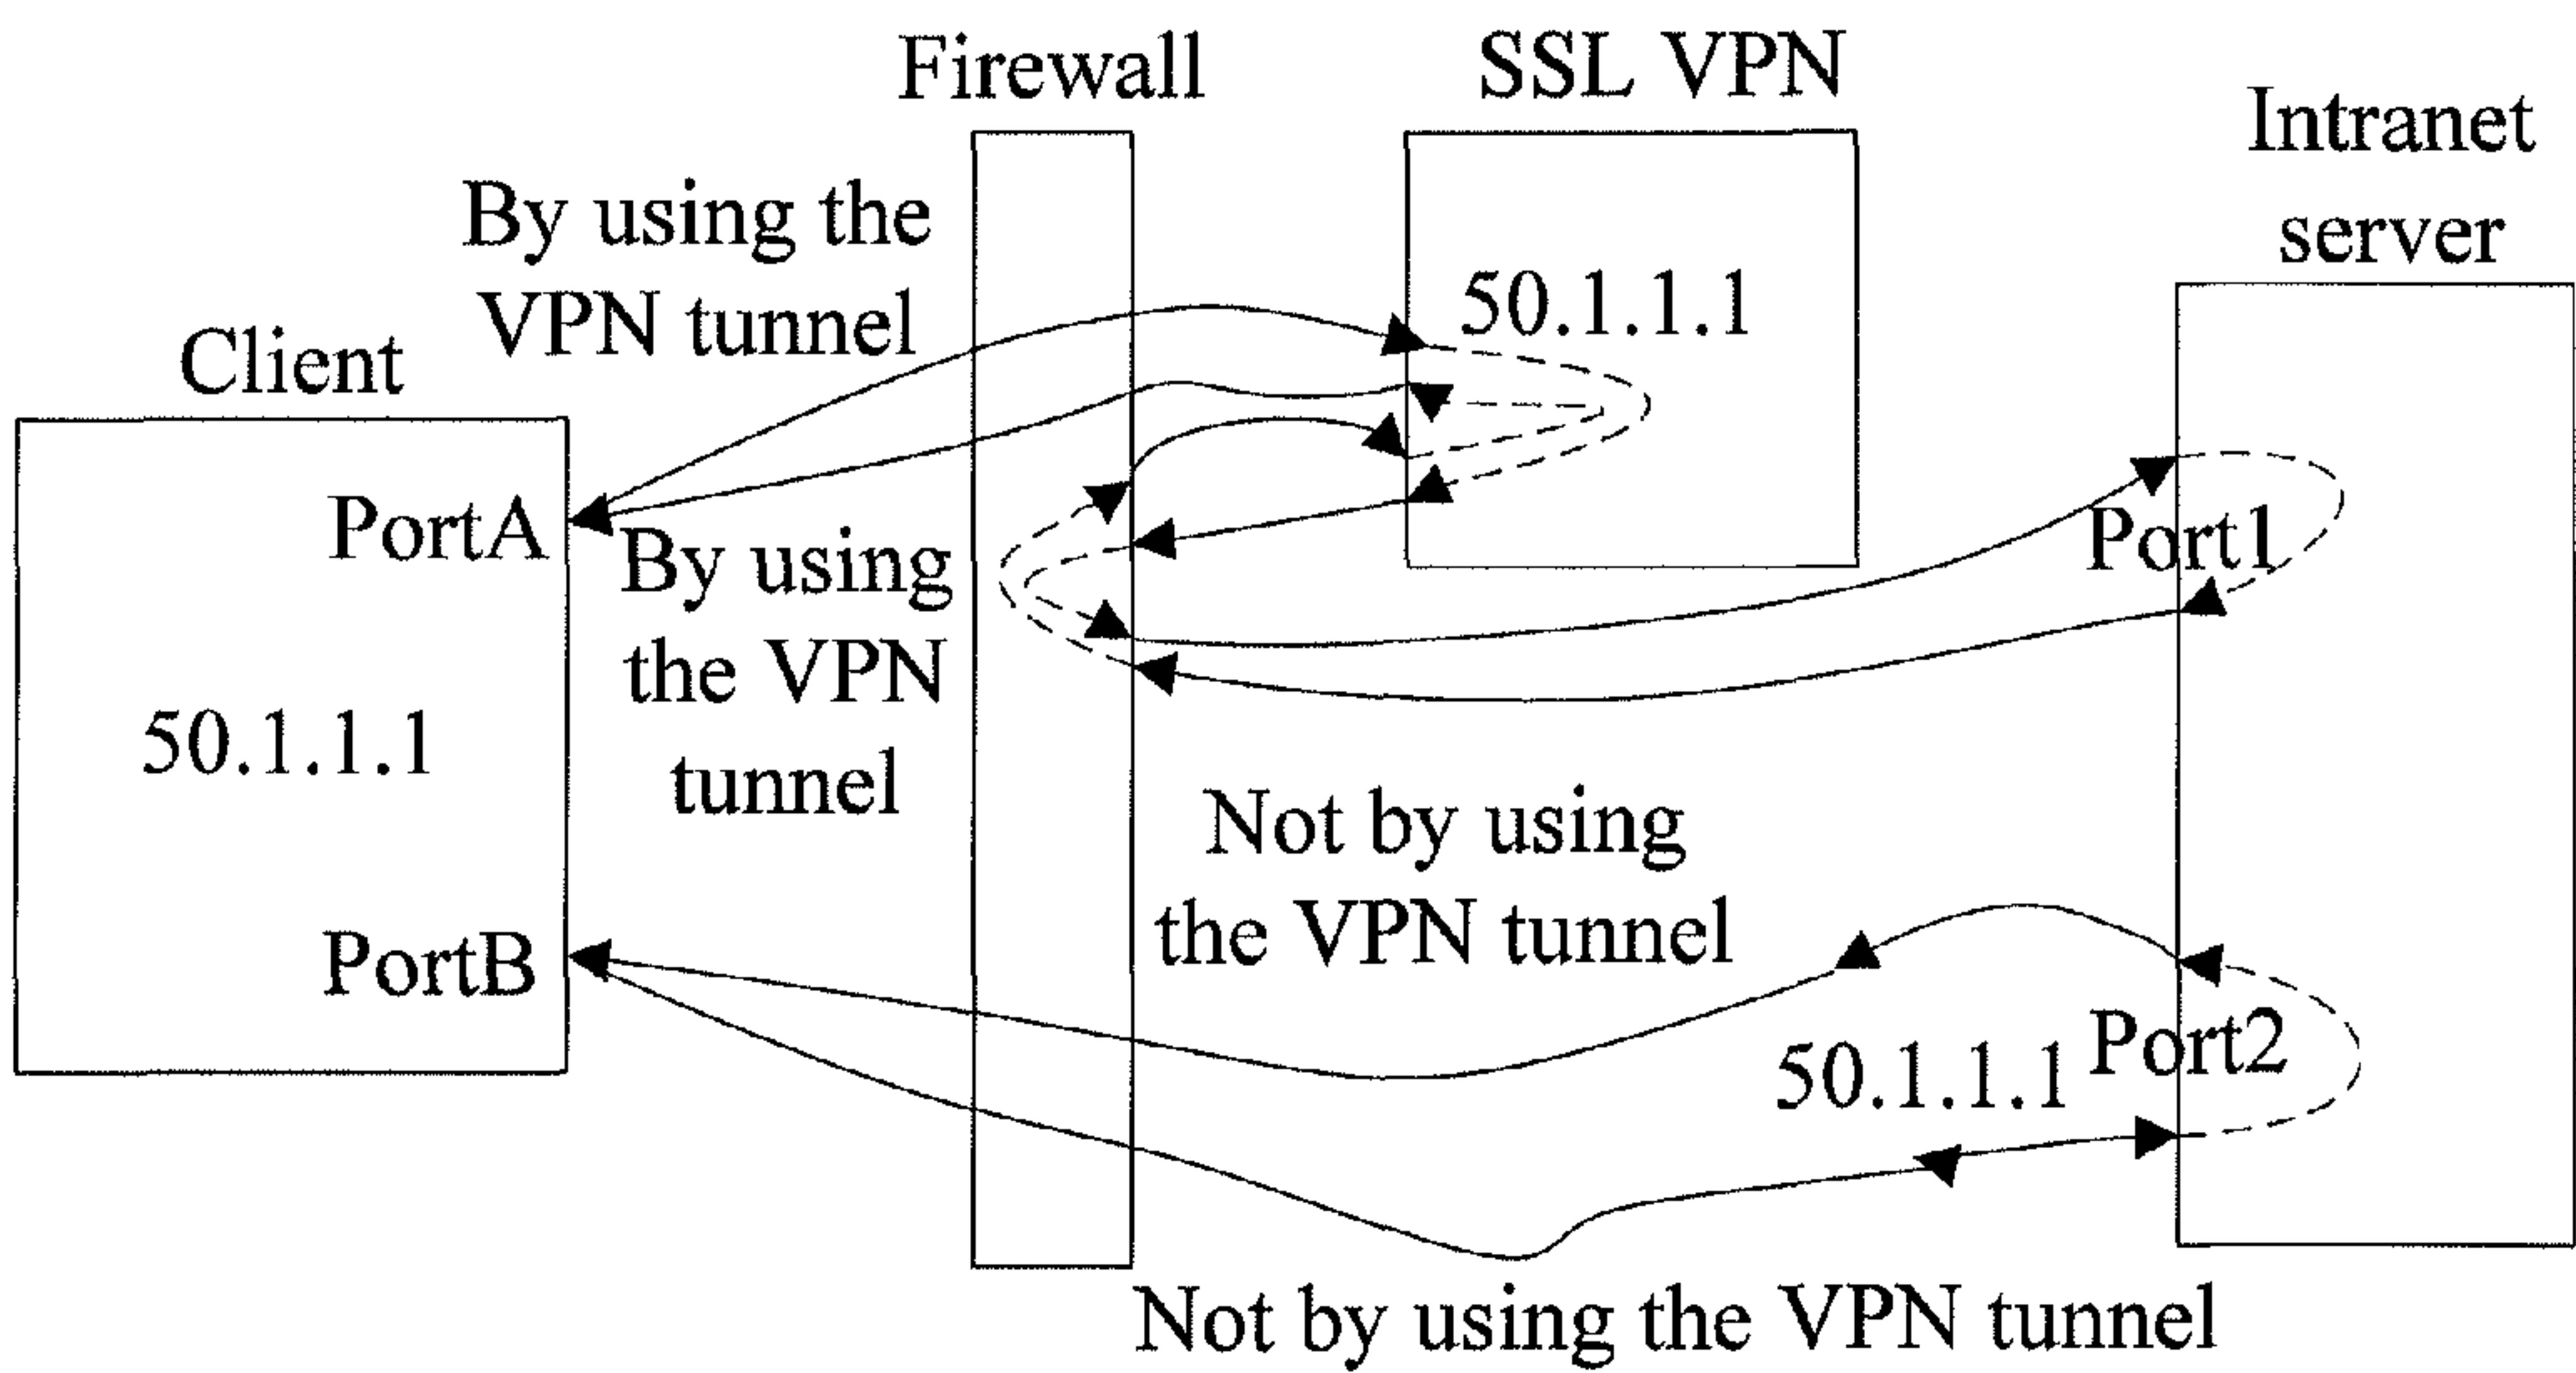 Firewall
SSL VPN
Intranet
server
By using the
VPN tunnel
50.1.1.1
Client
PortA
By using
the VPN
tunnel
Port1
50.1.1.1
Not by using
the VPN tunnel
PortB
Port2
50.1.1.1
Not by using the VPN tunnel